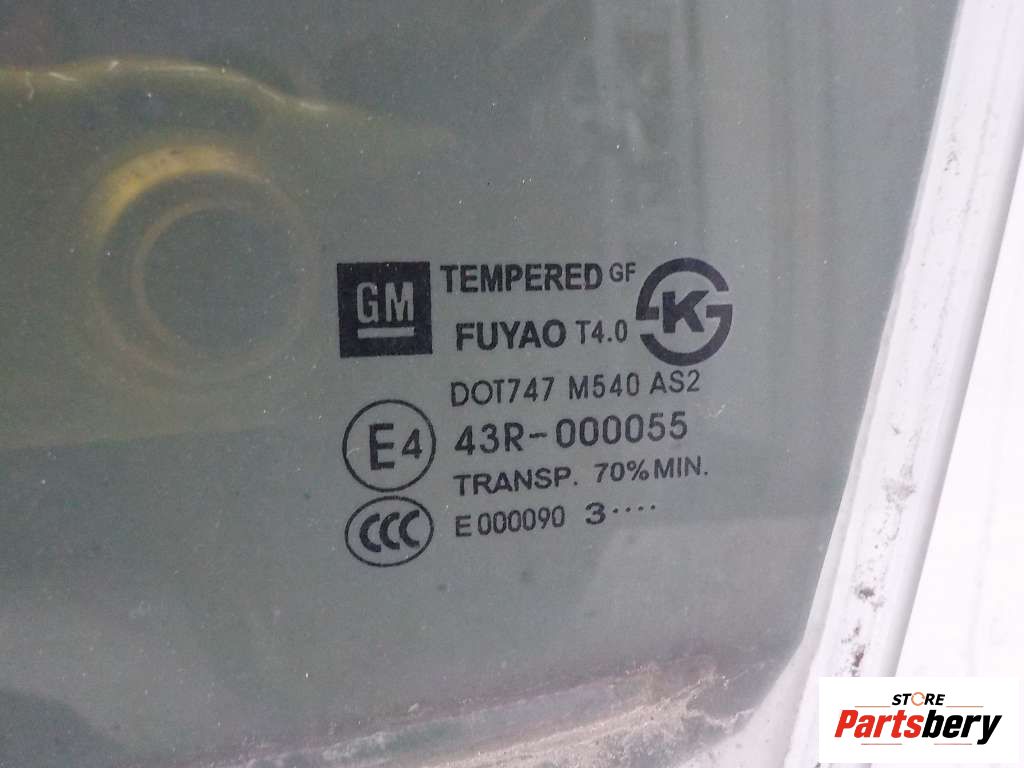 GM TEMPERED GF
FUYAO T4.0 K
DOT747 M540 AS2
E4 43R-000055
TRANSP. 70% MIN.
CCC E000090 3····
STORE
Partsbery